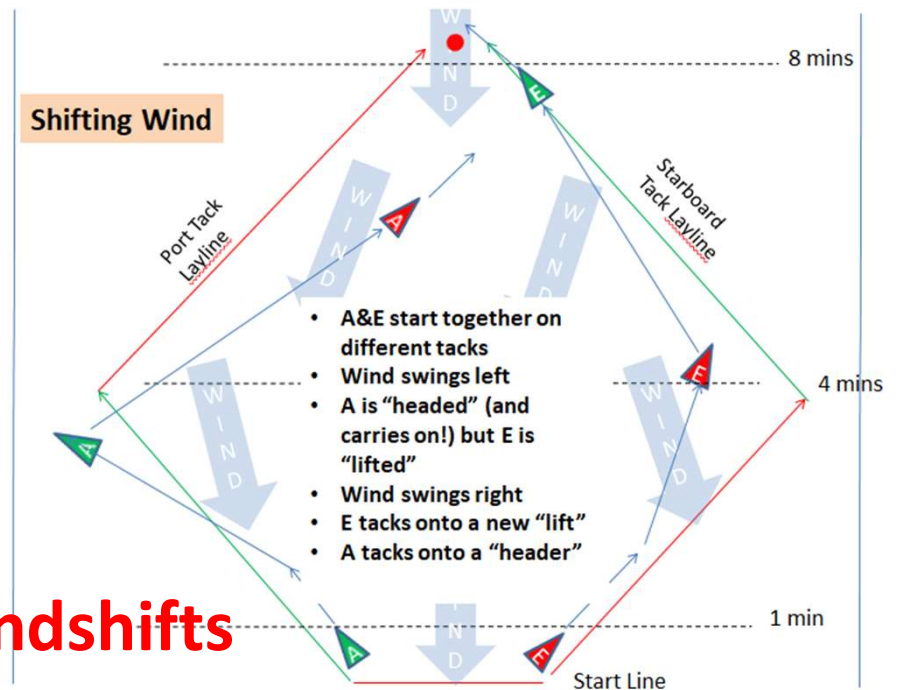 W
I
N
D
8 mins
Shifting Wind
E
Starboard
Tack Layline
Port Tack
Layline
W
I
N
D
A
W
I
N
D
• A&E start together on
different tacks
• Wind swings left
• A is “headed” (and
carries on!) but E is
“lifted”
• Wind swings right
• E tacks onto a new “lift”
• A tacks onto a “header”
E
4 mins
W
I
N
D
W
I
N
D
A
ndshifts
1 min
I
N
D
A
E
Start Line